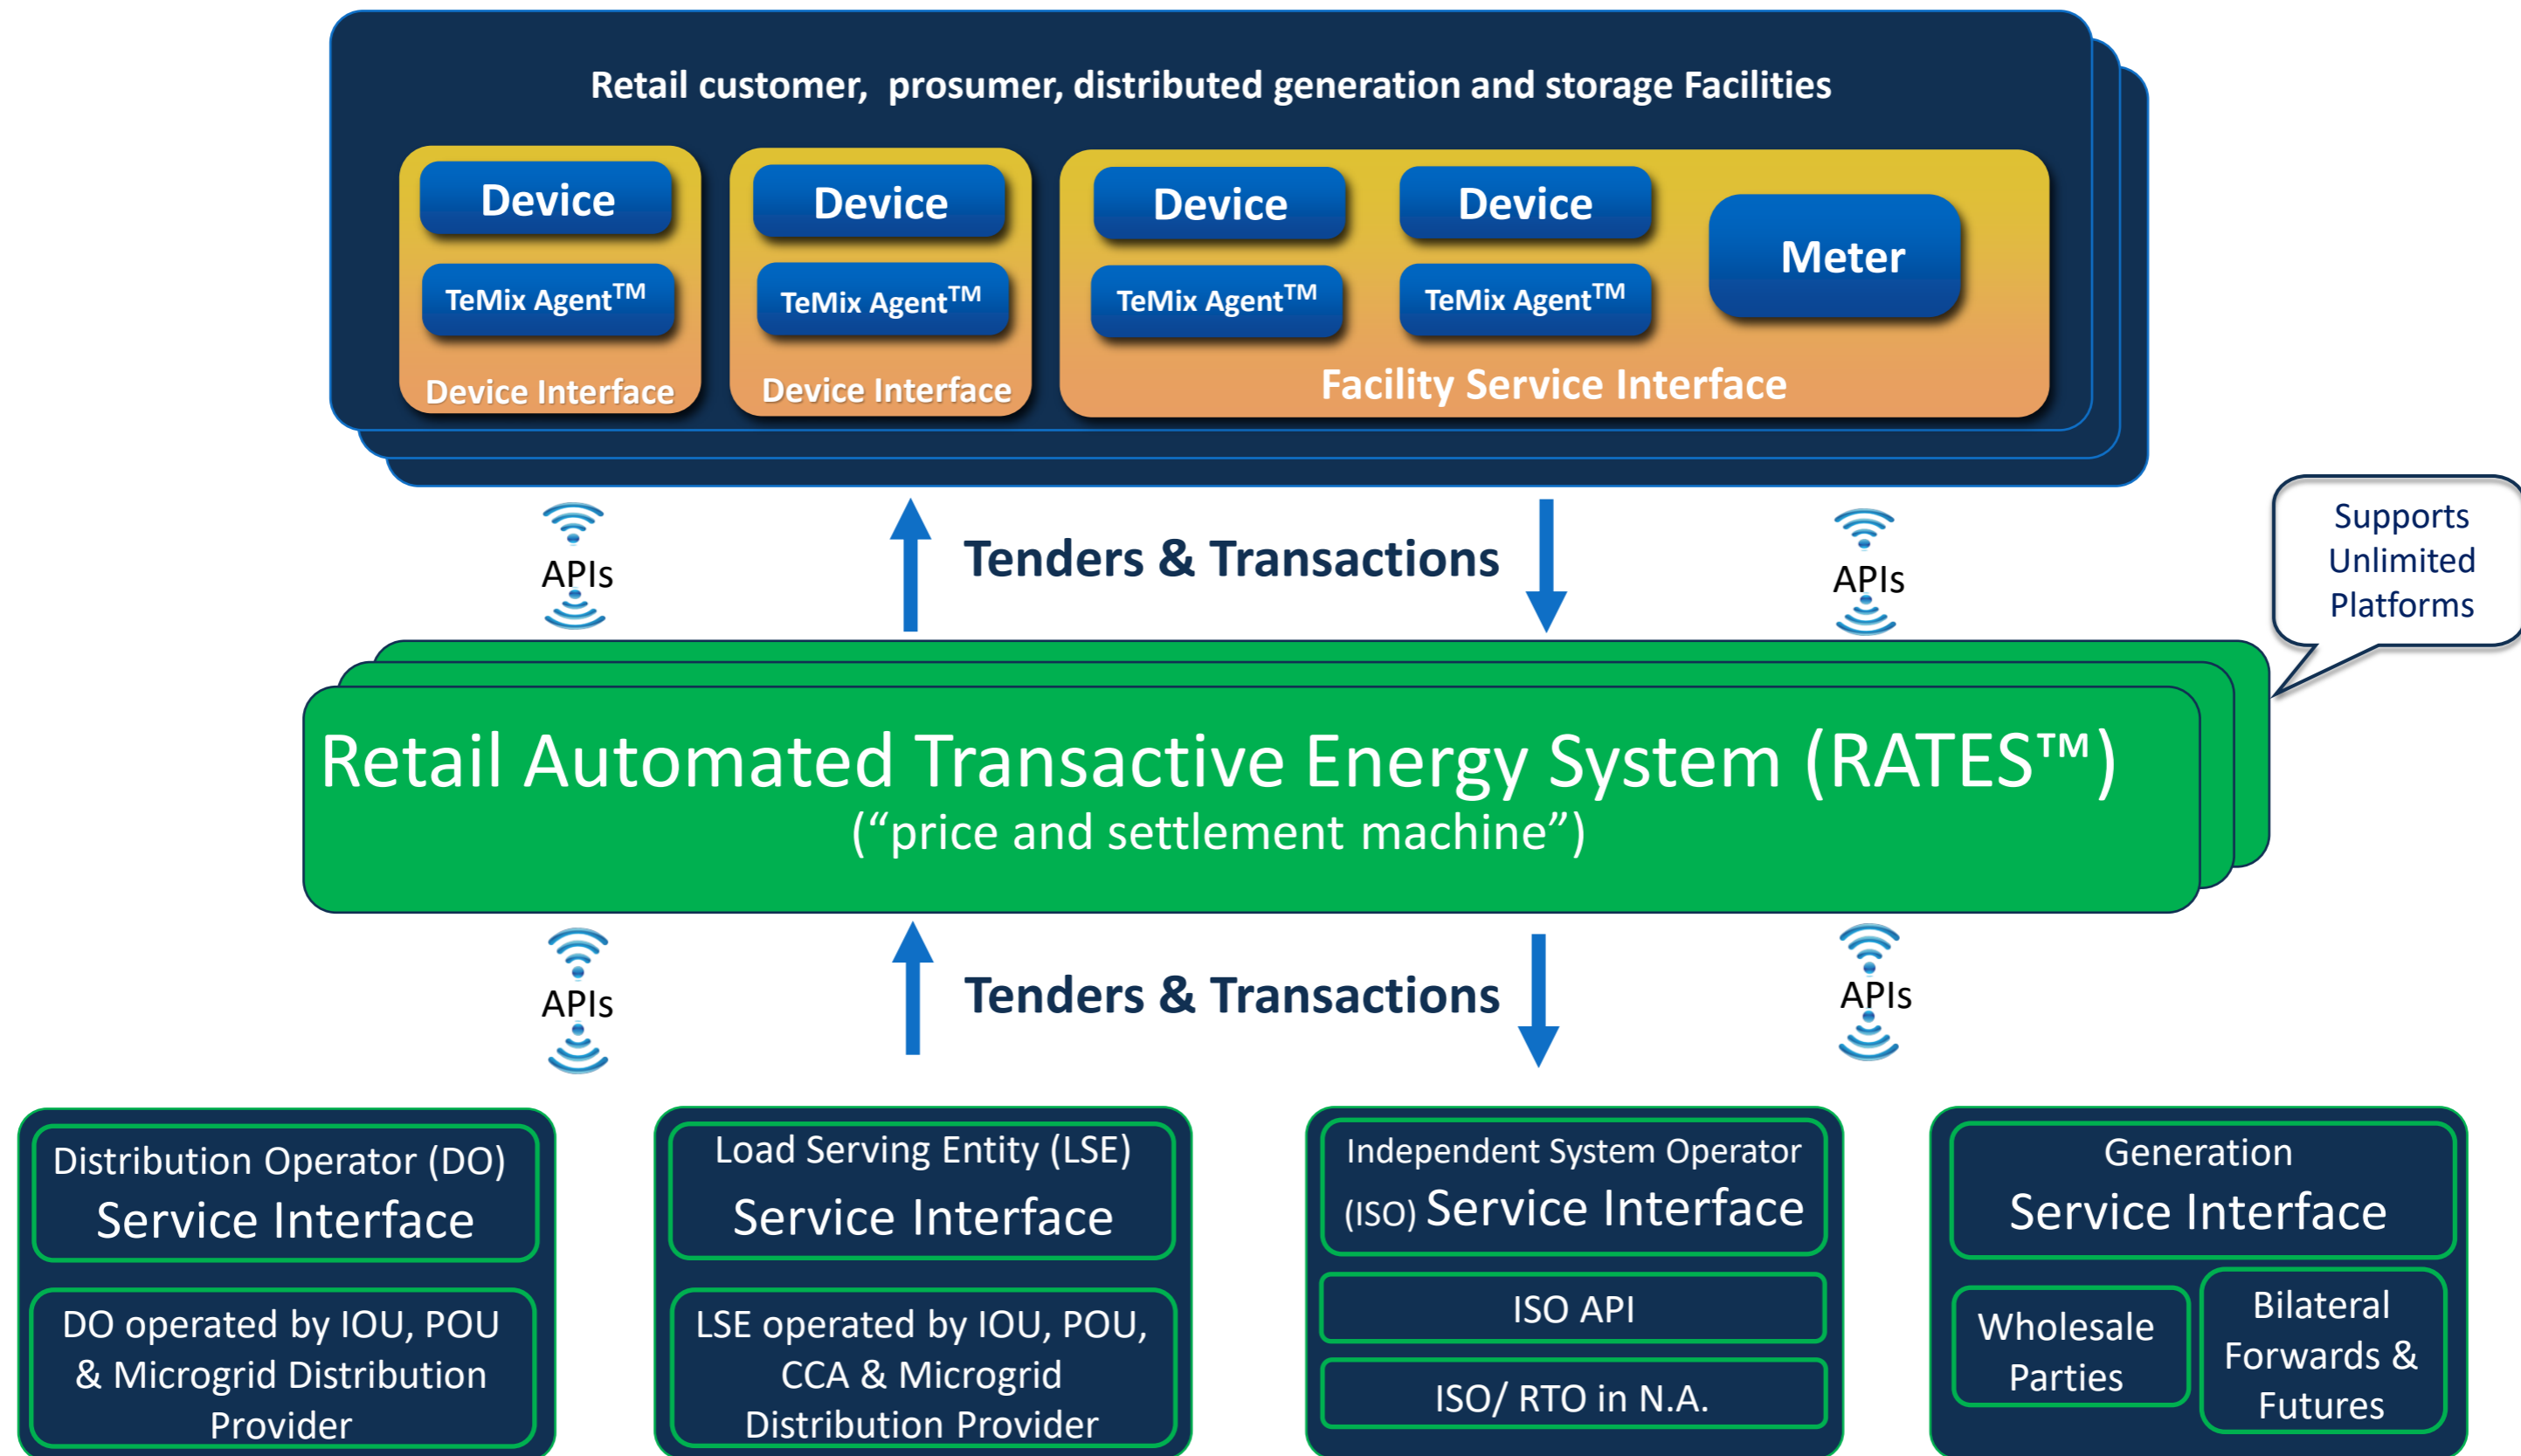 Retail customer, prosumer, distributed generation and storage Facilities
Device
TeMix Agent™
Device Interface
Device
TeMix Agent™
Device Interface
Device
TeMix Agent™
Device
TeMix Agent™
Meter
Facility Service Interface
APIs
Tenders & Transactions
APIs
Supports
Unlimited
Platforms
Retail Automated Transactive Energy System (RATES™)
(“price and settlement machine”)
APIs
Tenders & Transactions
APIs
Distribution Operator (DO)
Service Interface
DO operated by IOU, POU
& Microgrid Distribution
Provider
Load Serving Entity (LSE)
Service Interface
LSE operated by IOU, POU,
CCA & Microgrid
Distribution Provider
Independent System Operator
(ISO) Service Interface
ISO API
ISO/ RTO in N.A.
Generation
Service Interface
Wholesale
Parties
Bilateral
Forwards &
Futures